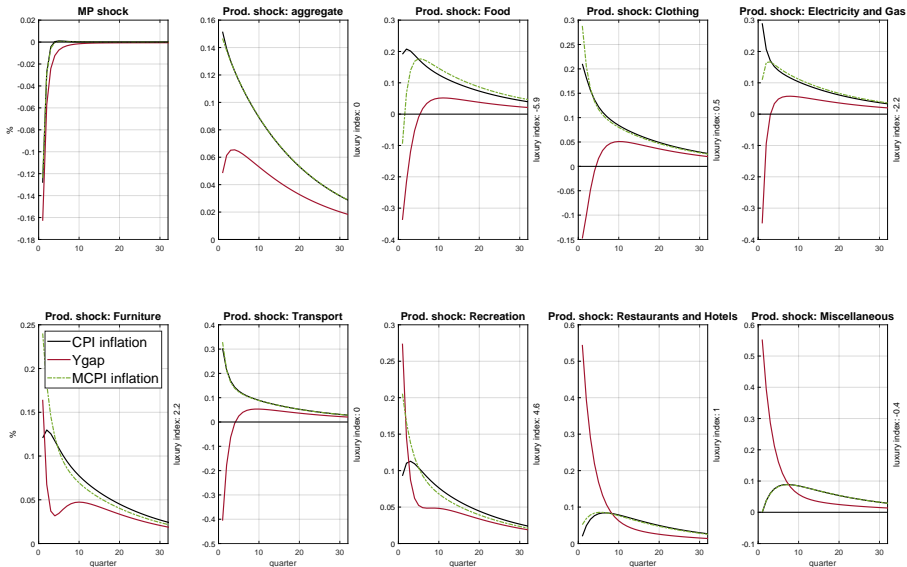 MP shock
Prod. shock: aggregate
Prod. shock: Food
Prod. shock: Clothing
Prod. shock: Electricity and Gas
0.02
0
-0.02
-0.04
-0.06
-0.08
-0.1
-0.12
-0.14
-0.16
-0.18
%
0 10 20 30
0.16
0.14
0.12
0.1
0.08
0.06
0.04
0.02
0
0 10 20 30
luxury index: 0
0.3
0.2
0.1
0
-0.1
-0.2
-0.3
-0.4
0 10 20 30
luxury index: -5.9
0.3
0.25
0.2
0.15
0.1
0.05
0
-0.05
-0.1
-0.15
0 10 20 30
luxury index: 0.5
0.3
0.2
0.1
0
-0.1
-0.2
-0.3
-0.4
0 10 20 30
luxury index: -2.2
Prod. shock: Furniture
Prod. shock: Transport
Prod. shock: Recreation
Prod. shock: Restaurants and Hotels
Prod. shock: Miscellaneous
0.25
0.2
0.15
0.1
0.05
0
%
CPI inflation
Ygap
MCPI inflation
0 10 20 30
quarter
luxury index: 2.2
0.4
0.3
0.2
0.1
0
-0.1
-0.2
-0.3
-0.4
-0.5
0 10 20 30
quarter
luxury index: 0
0.3
0.25
0.2
0.15
0.1
0.05
0
0 10 20 30
quarter
luxury index: 4.6
0.6
0.5
0.4
0.3
0.2
0.1
0
0 10 20 30
quarter
luxury index: 1
0.6
0.5
0.4
0.3
0.2
0.1
0
-0.1
0 10 20 30
quarter
luxury index: -0.4